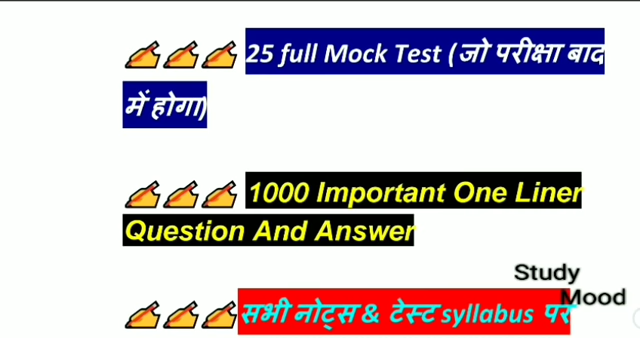 25 full Mock Test (जो परीक्षा बाद
में होगा)
1000 Important One Liner
Question And Answer
Study
Mood
सभी नोट्स & टेस्ट syllabus पर